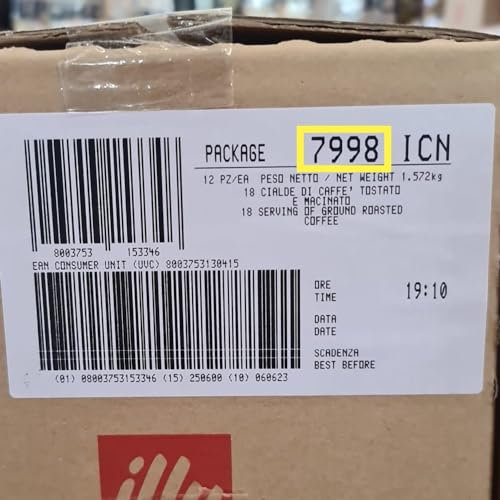 PACKAGE 7998 ICN
12 PZ/EA PESO NETTO / NET WEIGHT 1.572kg
18 CIALDE DI CAFFE' TOSTATO
E MACINATO
18 SERVING OF GROUND ROASTED
COFFEE
8003753 153346
EAN CONSUMER UNIT (UVC) 8003753130415
ORE
TIME 19:10
DATA
DATE
SCADENZA
BEST BEFORE
(01) 08003753153346 (15) 250600 (10) 060623
illy